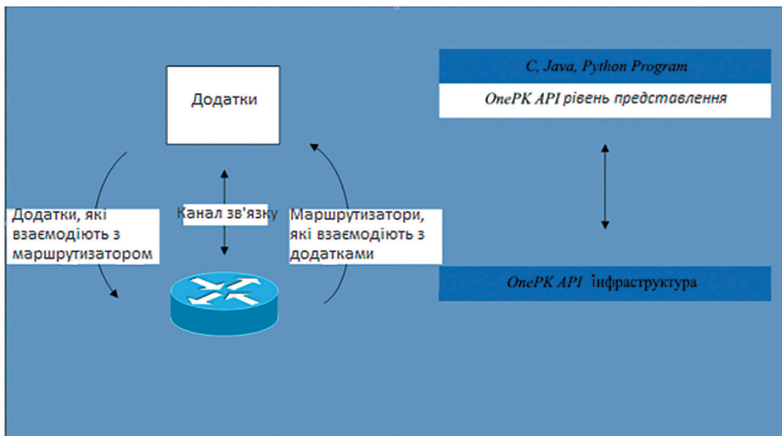 Додатки
Додатки, які
взаємодіють з
маршрутизатором
Канал зв'язку
Маршрутизатори,
які взаємодіють з
додатками
C, Java, Python Program
OnePK API рівень представлення
OnePK API інфраструктура